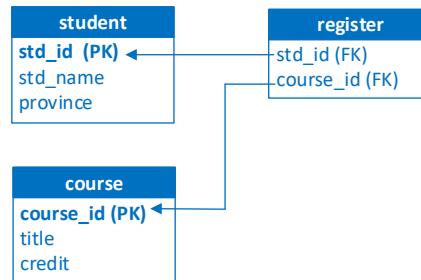 student
std_id (PK)
std_name
province
register
std_id (FK)
course_id (FK)
course
course_id (PK)
title
credit